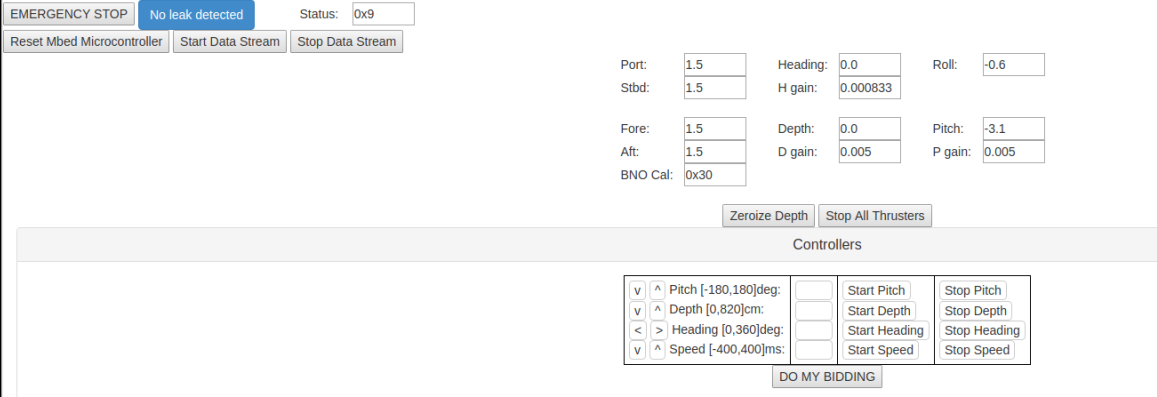 EMERGENCY STOP No leak detected Status: 0x9
Reset Mbed Microcontroller Start Data Stream Stop Data Stream
Port: 1.5 Heading: 0.0 Roll: -0.6
Stbd: 1.5 H gain: 0.000833
Fore: 1.5 Depth: 0.0 Pitch: -3.1
Aft: 1.5 D gain: 0.005 P gain: 0.005
BNO Cal: 0x30
Zeroize Depth Stop All Thrusters
Controllers
v ^ Pitch [-180,180]deg: Start Pitch Stop Pitch
v ^ Depth [0,820]cm: Start Depth Stop Depth
< > Heading [0,360]deg: Start Heading Stop Heading
v ^ Speed [-400,400]ms: Start Speed Stop Speed
DO MY BIDDING